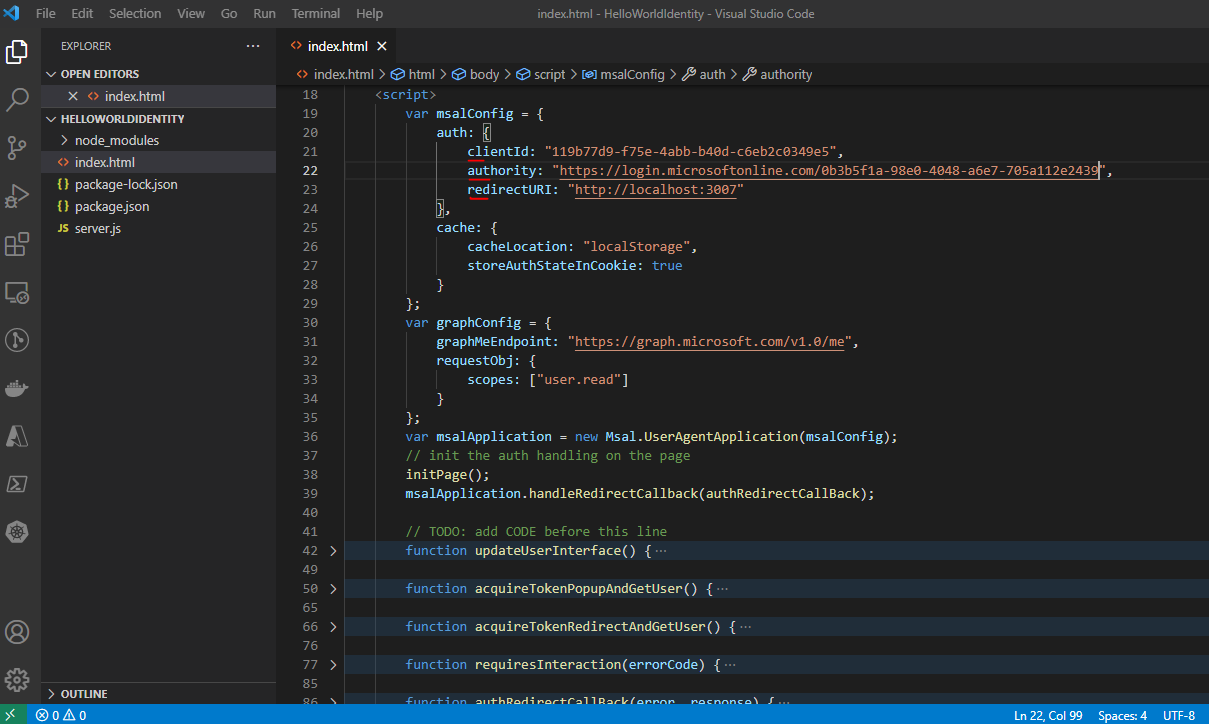 File Edit Selection View Go Run Terminal Help index.html - HelloWorldIdentity - Visual Studio Code
EXPLORER ···
OPEN EDITORS
index.html
HELLOWORLDIDENTITY
node_modules
index.html
{} package-lock.json
{} package.json
JS server.js
OUTLINE
index.html
index.html > html > body > script > msalConfig > auth > authority
18 <script>
19 var msalConfig = {
20 auth: {
21 clientId: "119b77d9-f75e-4abb-b40d-c6eb2c0349e5",
22 authority: "https://login.microsoftonline.com/0b3b5f1a-98e0-4048-a6e7-705a112e2439",
23 redirectURI: "http://localhost:3007"
24 },
25 cache: {
26 cacheLocation: "localStorage",
27 storeAuthStateInCookie: true
28 }
29 };
30 var graphConfig = {
31 graphMeEndpoint: "https://graph.microsoft.com/v1.0/me",
32 requestObj: {
33 scopes: ["user.read"]
34 }
35 };
36 var msalApplication = new Msal.UserAgentApplication(msalConfig);
37 // init the auth handling on the page
38 initPage();
39 msalApplication.handleRedirectCallback(authRedirectCallBack);
40
41 // TODO: add CODE before this line
42 function updateUserInterface() {···
49
50 function acquireTokenPopupAndGetUser() {···
65
66 function acquireTokenRedirectAndGetUser() {···
76
77 function requiresInteraction(errorCode) {···
85
86 function authRedirectCallBack(error, response) {···
0 0 Ln 22, Col 99 Spaces: 4 UTF-8